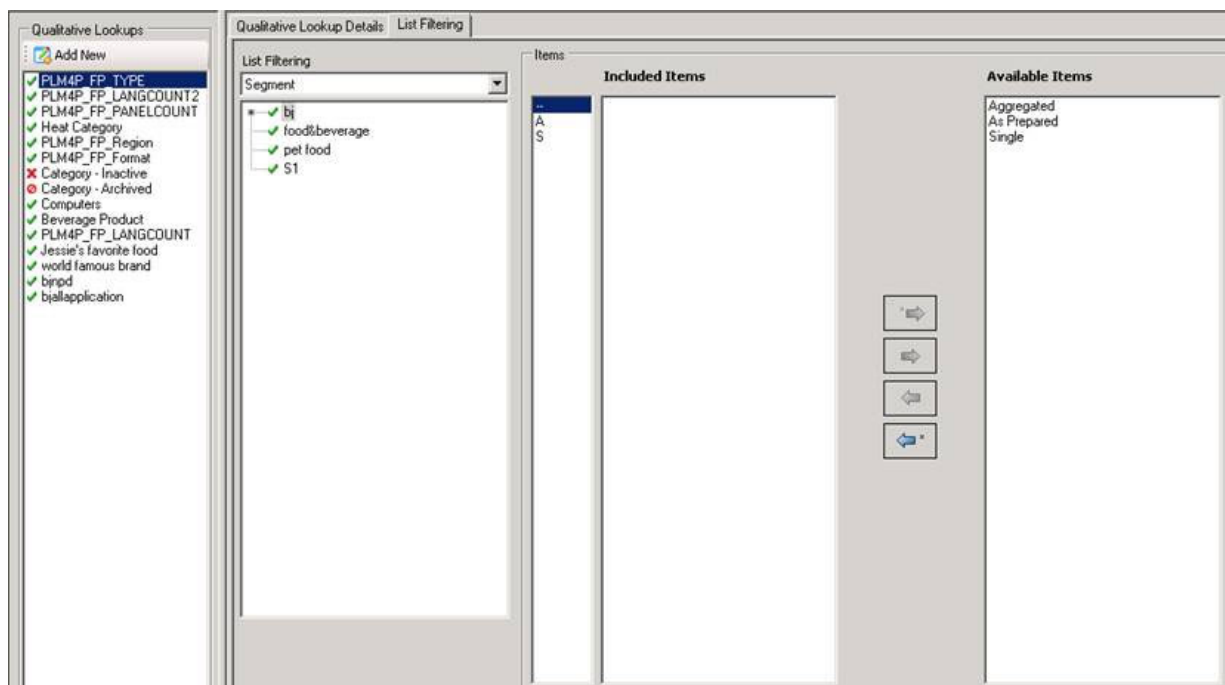 Qualitative Lookups
Add New
PLM4P_FP_TYPE
PLM4P_FP_LANGCOUNT2
PLM4P_FP_PANELCOUNT
Heat Category
PLM4P_FP_Region
PLM4P_FP_Format
Category - Inactive
Category - Archived
Computers
Beverage Product
PLM4P_FP_LANGCOUNT
Jessie's favorite food
world famous brand
bjnpd
bjallapplication
Qualitative Lookup Details
List Filtering
List Filtering
Segment
bj
food&beverage
pet food
S1
Items
..
A
S
Included Items
Available Items
Aggregated
As Prepared
Single